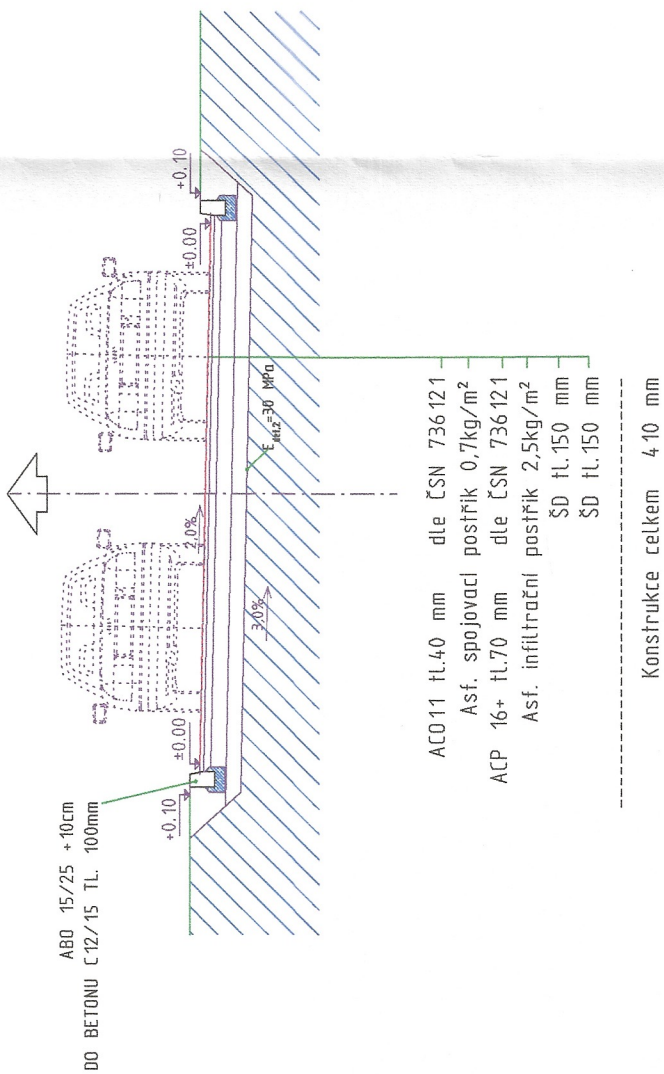 ABO 15/25 +10cm
DO BETONU C12/15 TL. 100mm
+0.10
±0.00
2,0%
3,0%
±0.00
+0.10
Edef,2=30 MPa
ACO11 tl.40 mm dle ČSN 736121
Asf. spojovací postřik 0,7kg/m²
ACP 16+ tl.70 mm dle ČSN 736121
Asf. infiltrační postřik 2,5kg/m²
ŠD tl.150 mm
ŠD tl.150 mm
Konstrukce celkem 410 mm